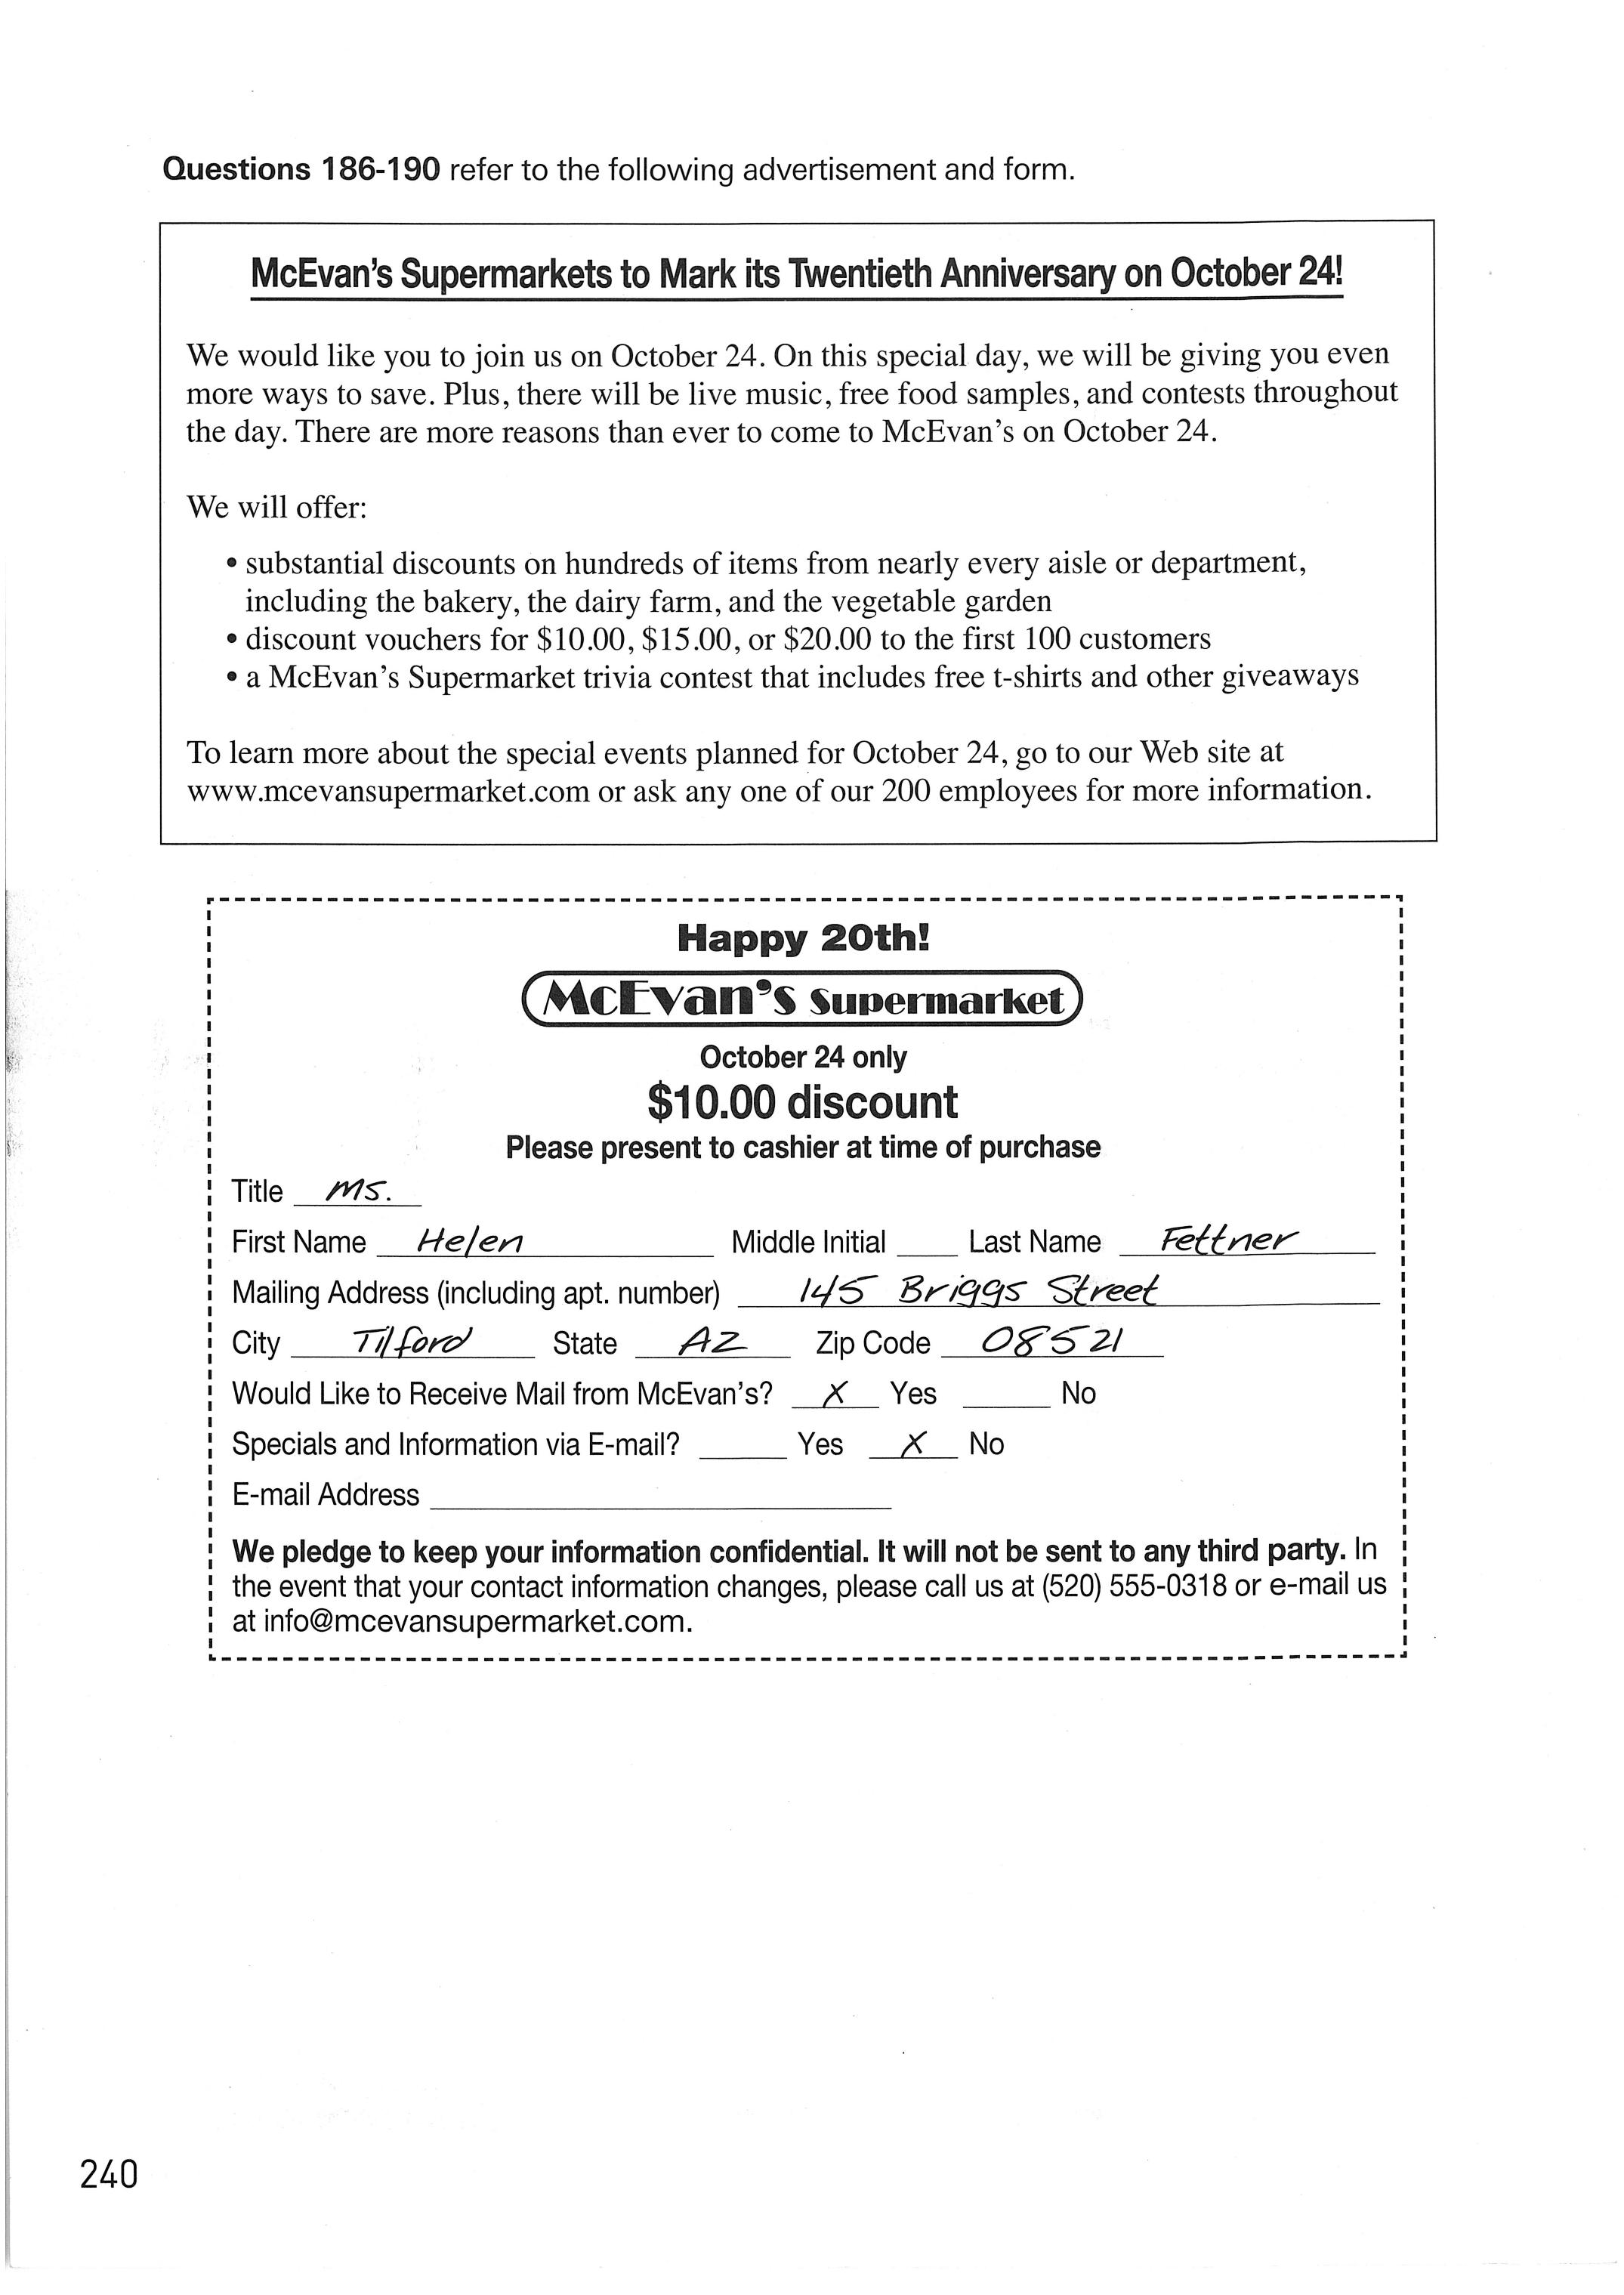 Questions 186-190 refer to the following advertisement and form.
McEvan's Supermarkets to Mark its Twentieth Anniversary on October 24!
We would like you to join us on October 24. On this special day, we will be giving you even
more ways to save. Plus, there will be live music, free food samples, and contests throughout
the day. There are more reasons than ever to come to McEvan's on October 24.
We will offer:
• substantial discounts on hundreds of items from nearly every aisle or department,
including the bakery, the dairy farm, and the vegetable garden
• discount vouchers for $10.00, $15.00, or $20.00 to the first 100 customers
• a McEvan's Supermarket trivia contest that includes free t-shirts and other giveaways
To learn more about the special events planned for October 24, go to our Web site at
www.mcevansupermarket.com or ask any one of our 200 employees for more information.
Happy 20th!
McEvan's Supermarket
October 24 only
$10.00 discount
Please present to cashier at time of purchase
Title Ms.
First Name Helen Middle Initial ____ Last Name Fettner
Mailing Address (including apt. number) 145 Briggs Street
City Tilford State AZ Zip Code 08521
Would Like to Receive Mail from McEvan's? X Yes ____ No
Specials and Information via E-mail? ____ Yes X No
E-mail Address ____
We pledge to keep your information confidential. It will not be sent to any third party. In
the event that your contact information changes, please call us at (520) 555-0318 or e-mail us
at info@mcevansupermarket.com.
240